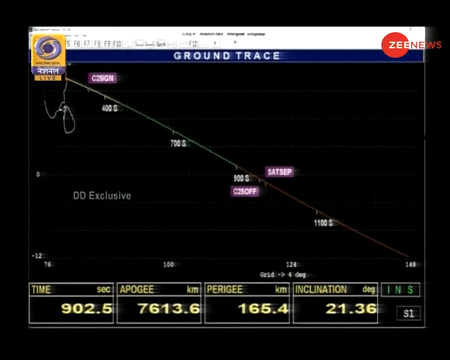 ZEENEWS
F5 F6 F7 F8 F9 F10
GROUND TRACE
नेशनल
LIVE
C25IGN
400 S
700 S
0
900 S
SATSEP
C25OFF
DD Exclusive
1100 S
-12
76
100
124
148
Grid -> 4 deg
TIME sec
902.5
APOGEE km
7613.6
PERIGEE km
165.4
INCLINATION deg
21.36
I N S
S1